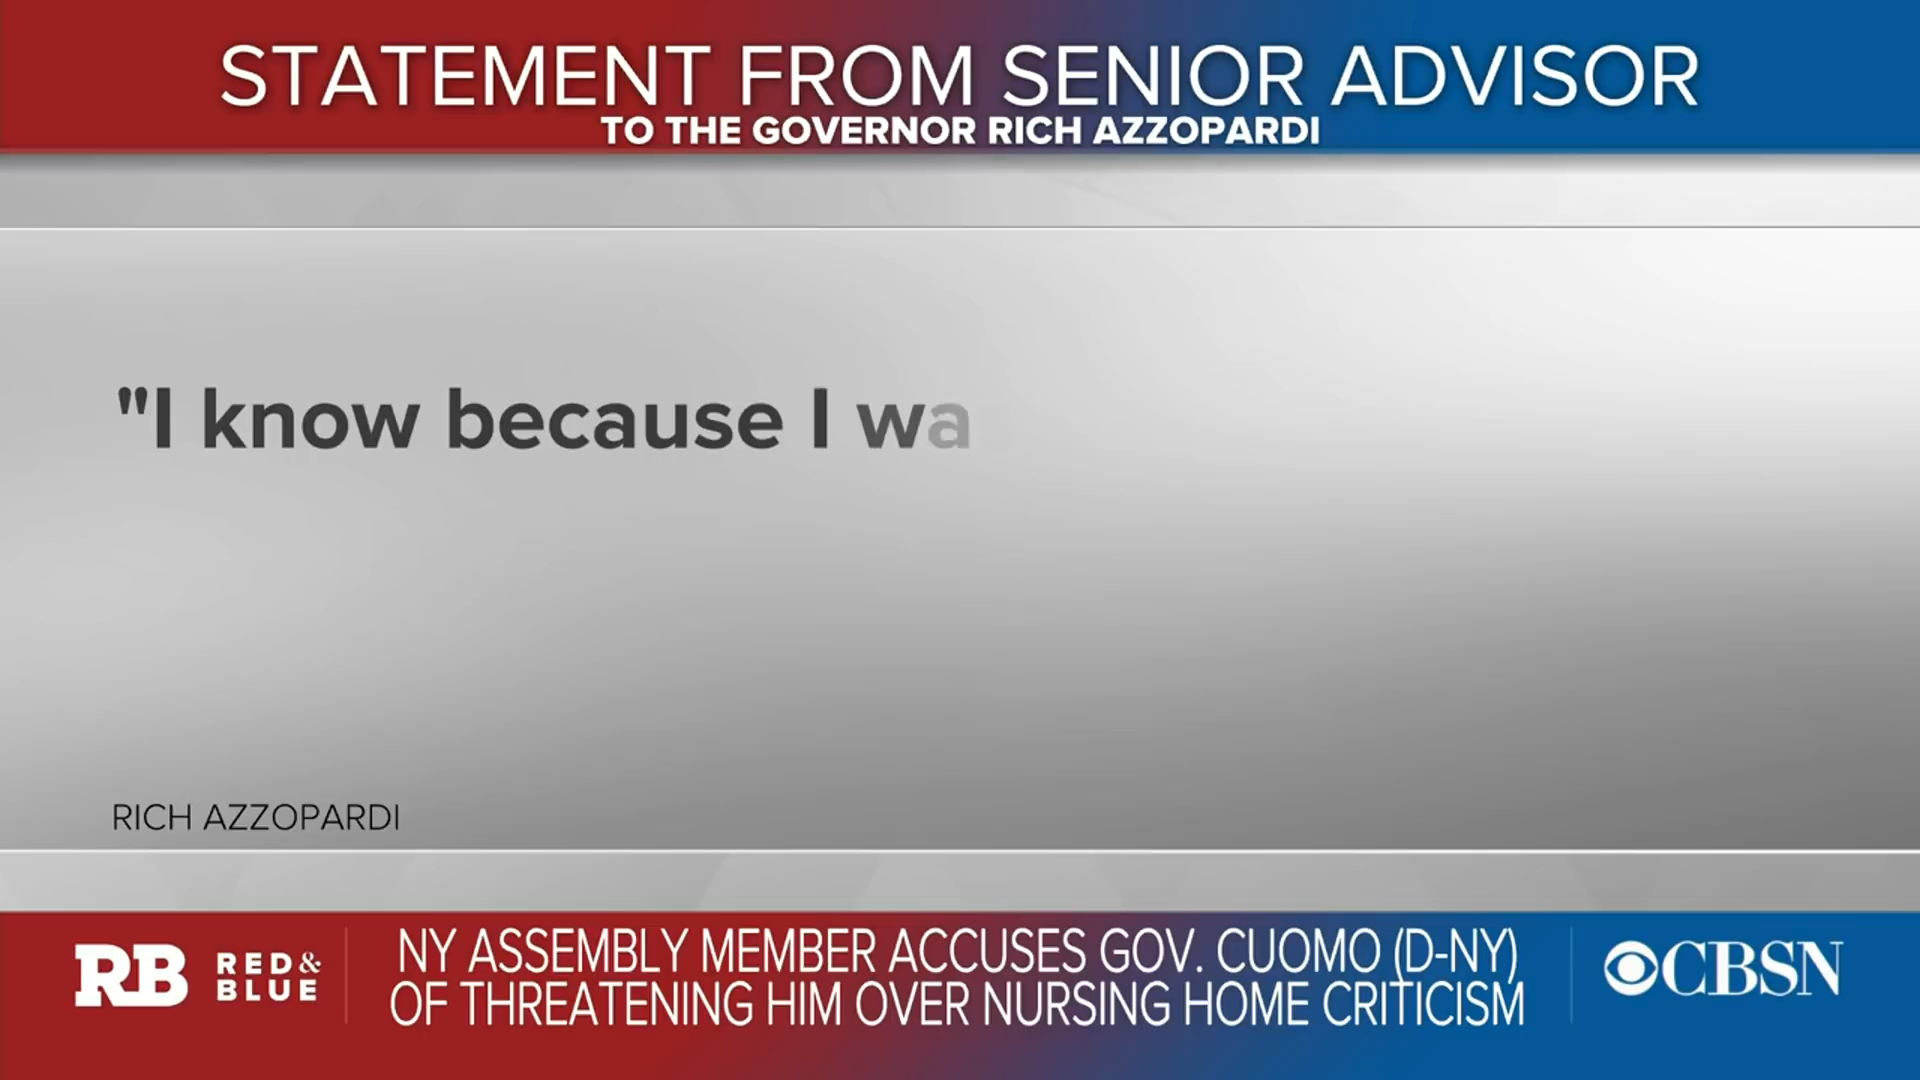 STATEMENT FROM SENIOR ADVISOR
TO THE GOVERNOR RICH AZZOPARDI
"I know because I wa
RICH AZZOPARDI
RB
RED&
BLUE
NY ASSEMBLY MEMBER ACCUSES GOV. CUOMO (D-NY)
OF THREATENING HIM OVER NURSING HOME CRITICISM
CBSN